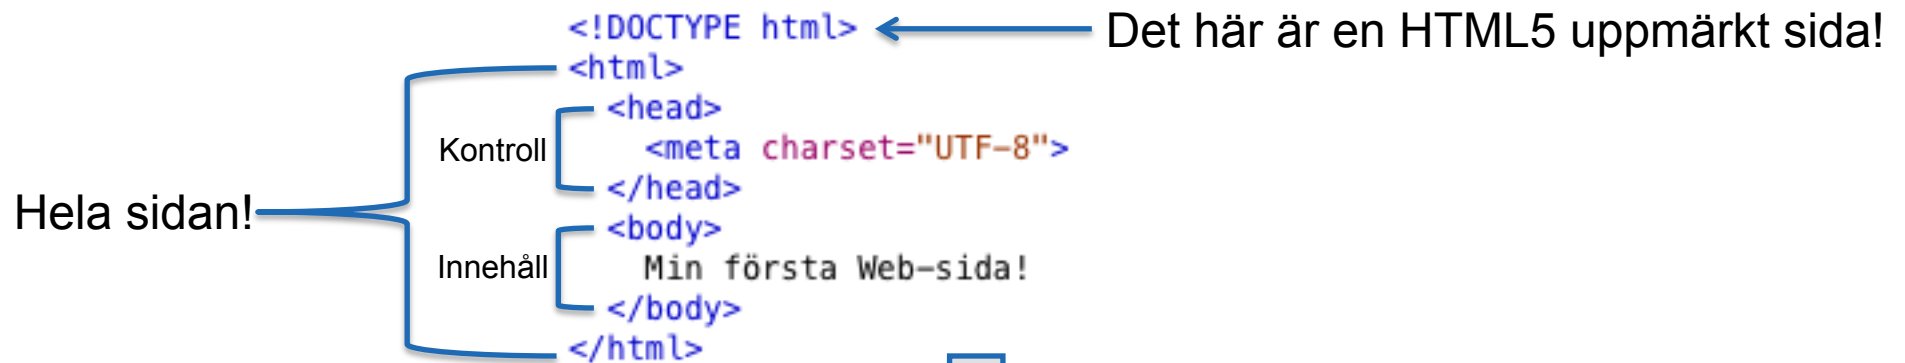 <!DOCTYPE html>
Det här är en HTML5 uppmärkt sida!
<html>
<head>
Kontroll
<meta charset="UTF-8">
</head>
Hela sidan!
<body>
Innehåll
Min första Web-sida!
</body>
</html>